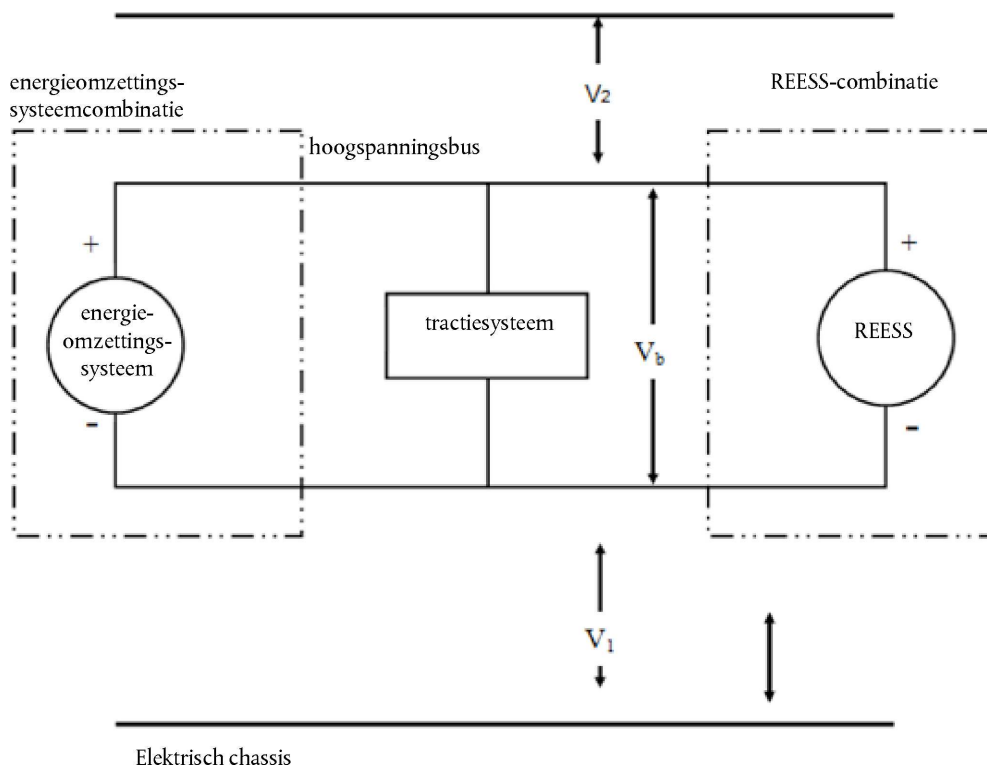 V2
energieomzettings-
systeemcombinatie
REESS-combinatie
hoogspanningsbus
+
+
energie-
omzettings-
systeem
tractiesysteem
REESS
Vb
-
-
V1
Elektrisch chassis